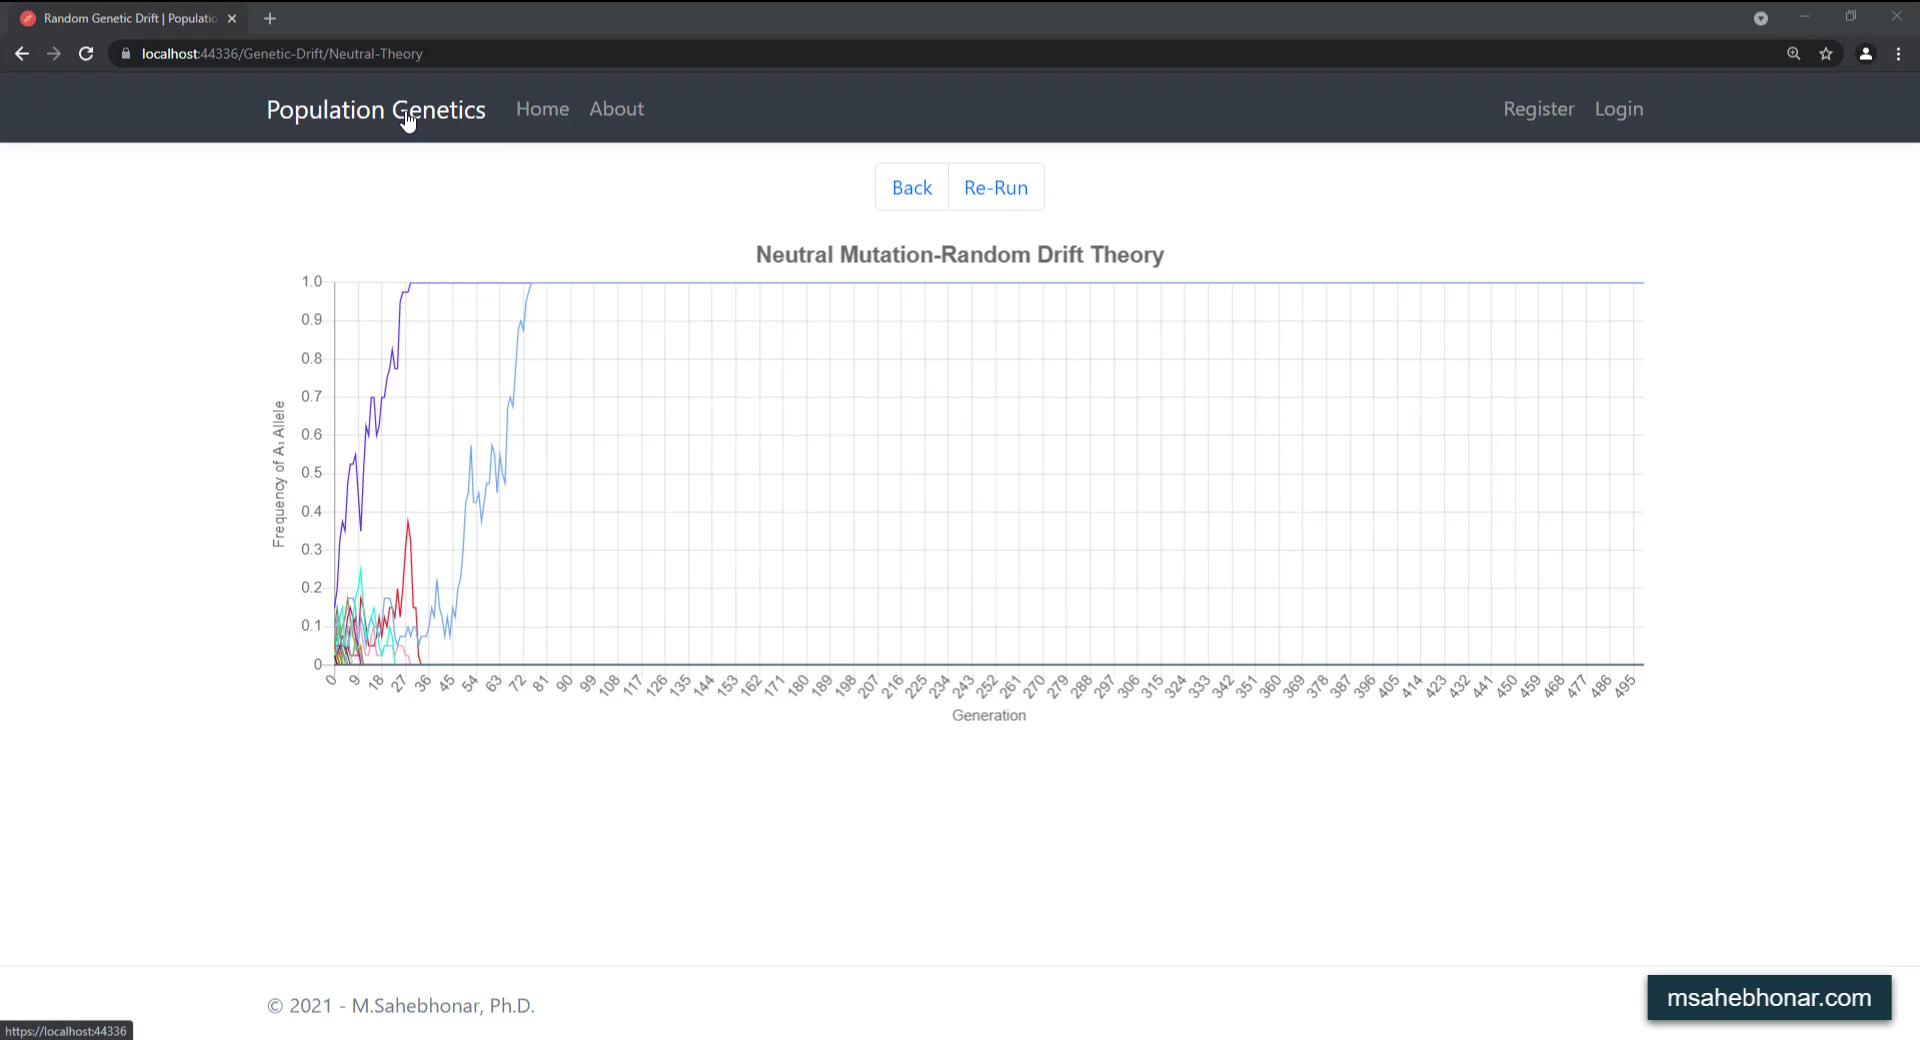 Random Genetic Drift | Populatio
localhost:44336/Genetic-Drift/Neutral-Theory
Population Genetics Home About Register Login
Back Re-Run
Neutral Mutation-Random Drift Theory
1.0
0.9
0.8
0.7
0.6
0.5
0.4
0.3
0.2
0.1
0
Frequency of A₁ Allele
0 9 18 27 36 45 54 63 72 81 90 99 108 117 126 135 144 153 162 171 180 189 198 207 216 225 234 243 252 261 270 279 288 297 306 315 324 333 342 351 360 369 378 387 396 405 414 423 432 441 450 459 468 477 486 495
Generation
© 2021 - M.Sahebhonar, Ph.D.
msahebhonar.com
https://localhost:44336